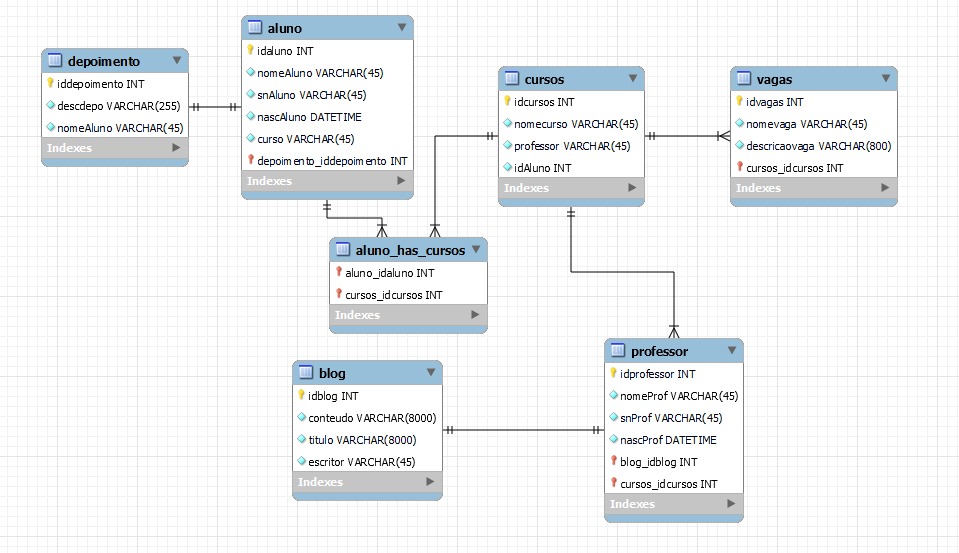 depoimento
iddepoimento INT
descdepo VARCHAR(255)
nomeAluno VARCHAR(45)
Indexes
aluno
idaluno INT
nomeAluno VARCHAR(45)
snAluno VARCHAR(45)
nascAluno DATETIME
curso VARCHAR(45)
depoimento_iddepoimento INT
Indexes
cursos
idcursos INT
nomecurso VARCHAR(45)
professor VARCHAR(45)
idAluno INT
Indexes
vagas
idvagas INT
nomevaga VARCHAR(45)
descricaovaga VARCHAR(800)
cursos_idcursos INT
Indexes
aluno_has_cursos
aluno_idaluno INT
cursos_idcursos INT
Indexes
blog
idblog INT
conteudo VARCHAR(8000)
titulo VARCHAR(8000)
escritor VARCHAR(45)
Indexes
professor
idprofessor INT
nomeProf VARCHAR(45)
snProf VARCHAR(45)
nascProf DATETIME
blog_idblog INT
cursos_idcursos INT
Indexes